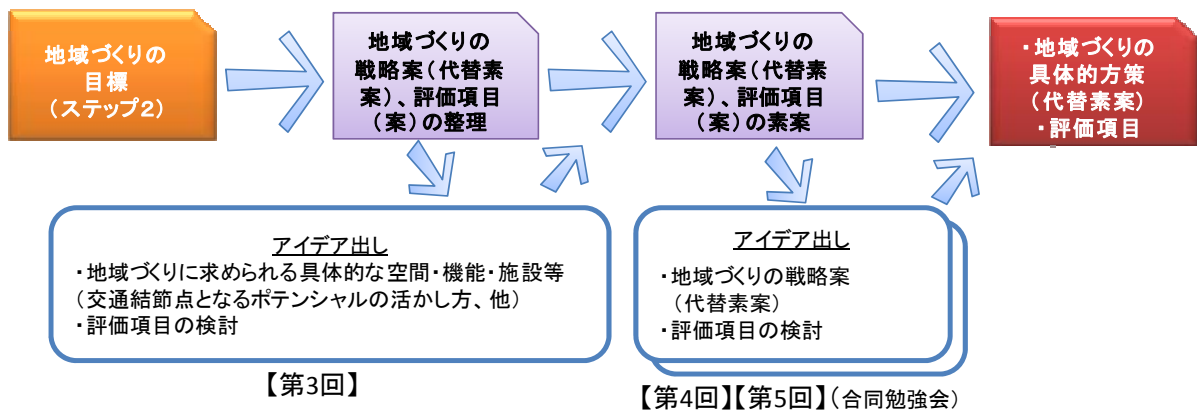 地域づくりの
目標
（ステップ２）
地域づくりの
戦略案（代替素
案）、評価項目
（案）の整理
地域づくりの
戦略案（代替素
案）、評価項目
（案）の素案
・地域づくりの
具体的方策
（代替素案）
・評価項目
アイデア出し
・地域づくりに求められる具体的な空間・機能・施設等
（交通結節点となるポテンシャルの活かし方、他）
・評価項目の検討
【第3回】
アイデア出し
・地域づくりの戦略案
（代替素案）
・評価項目の検討
【第4回】【第5回】（合同勉強会）